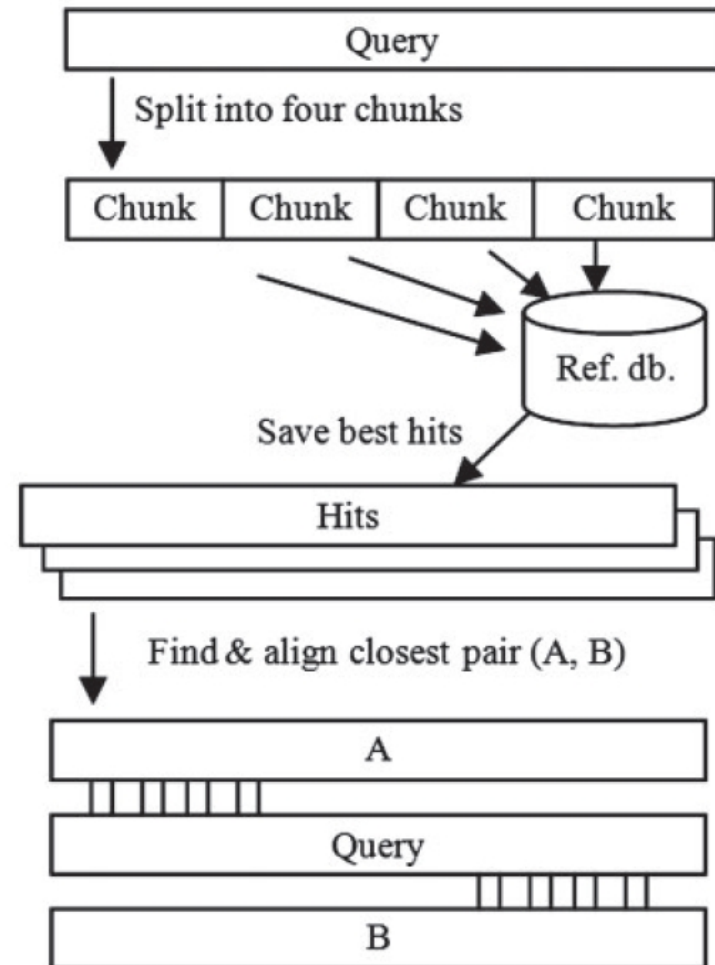 Query
Split into four chunks
Chunk Chunk Chunk Chunk
Ref. db.
Save best hits
Hits
Find & align closest pair (A, B)
A
Query
B